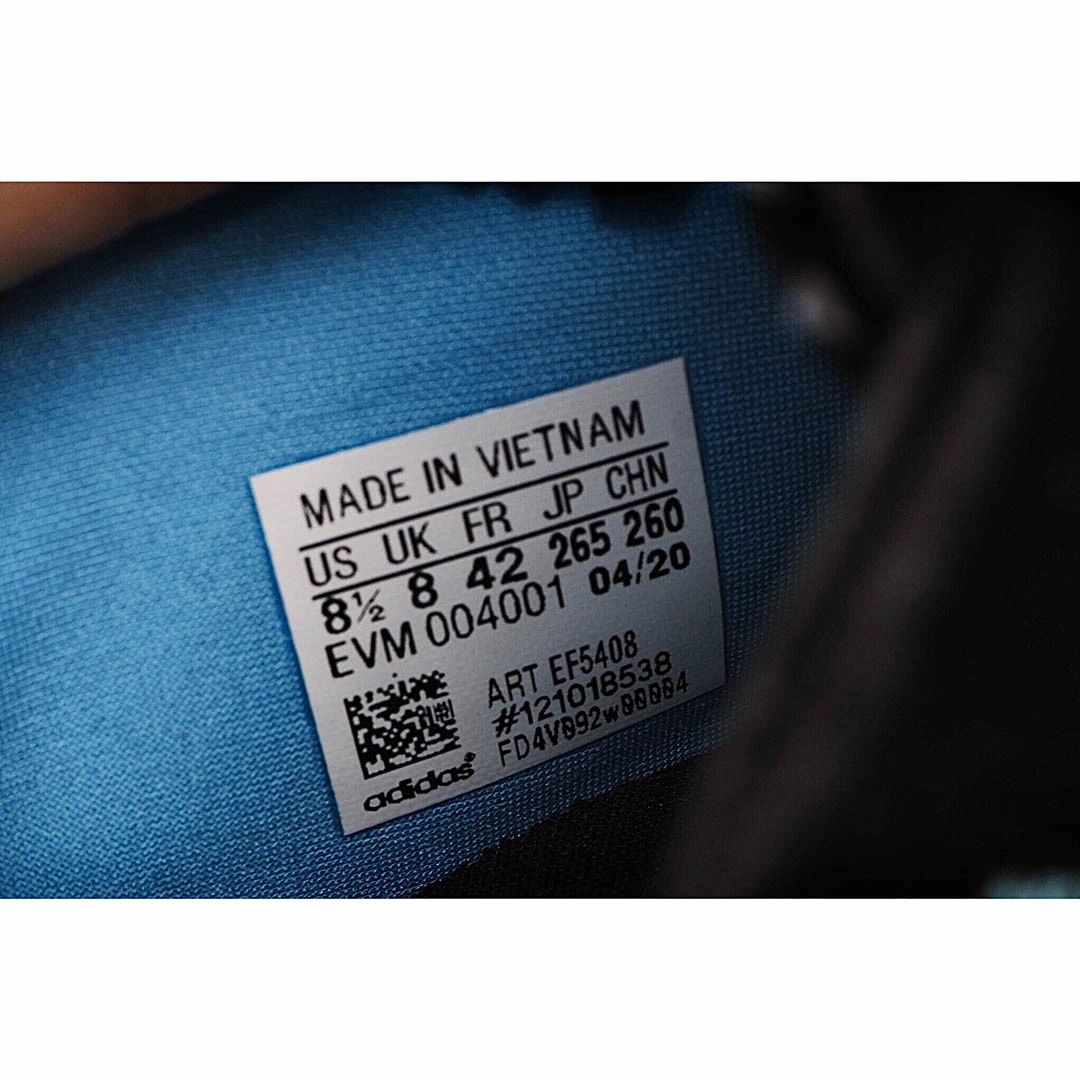 MADE IN VIETNAM
US UK FR JP CHN
8½ 8 42 265 260
EVM 004001 04/20
ART EF5408
#121018538
FD4V092w00004
adidas®